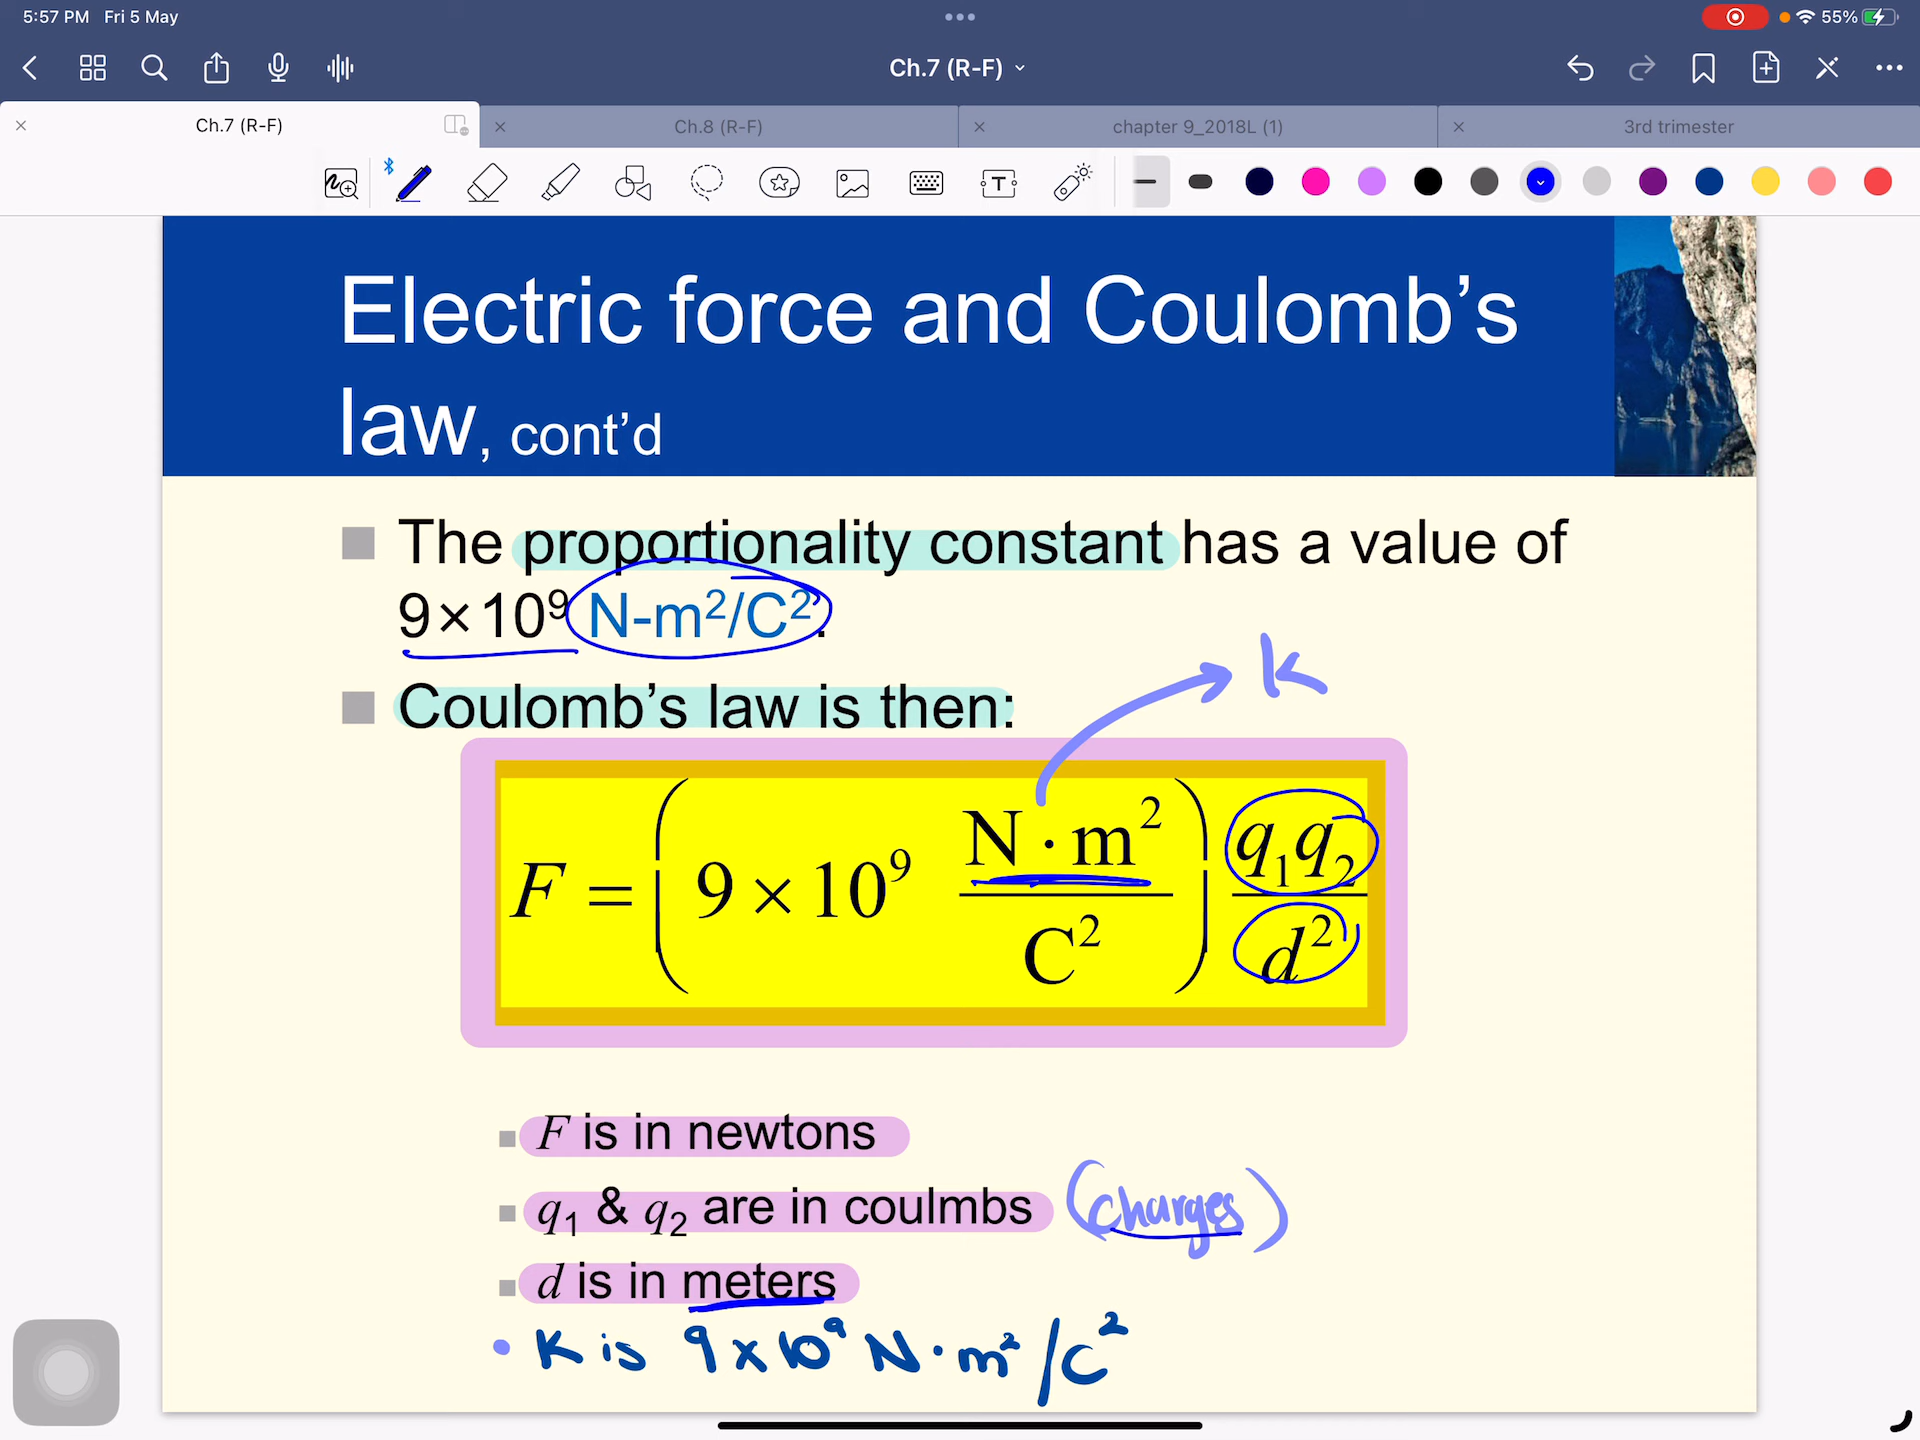 5:57 PM Fri 5 May
55%
Ch.7 (R-F)
Ch.7 (R-F)
Ch.8 (R-F)
chapter 9_2018L (1)
3rd trimester
T
Electric force and Coulomb’s
law, cont’d
The proportionality constant has a value of
9×10⁹ N-m²/C².
K
Coulomb’s law is then:
F = ( 9 × 10⁹ N · m² / C² ) q₁q₂ / d²
F is in newtons
q₁ & q₂ are in coulmbs (charges)
d is in meters
• K is 9x10⁹ N·m²/C²